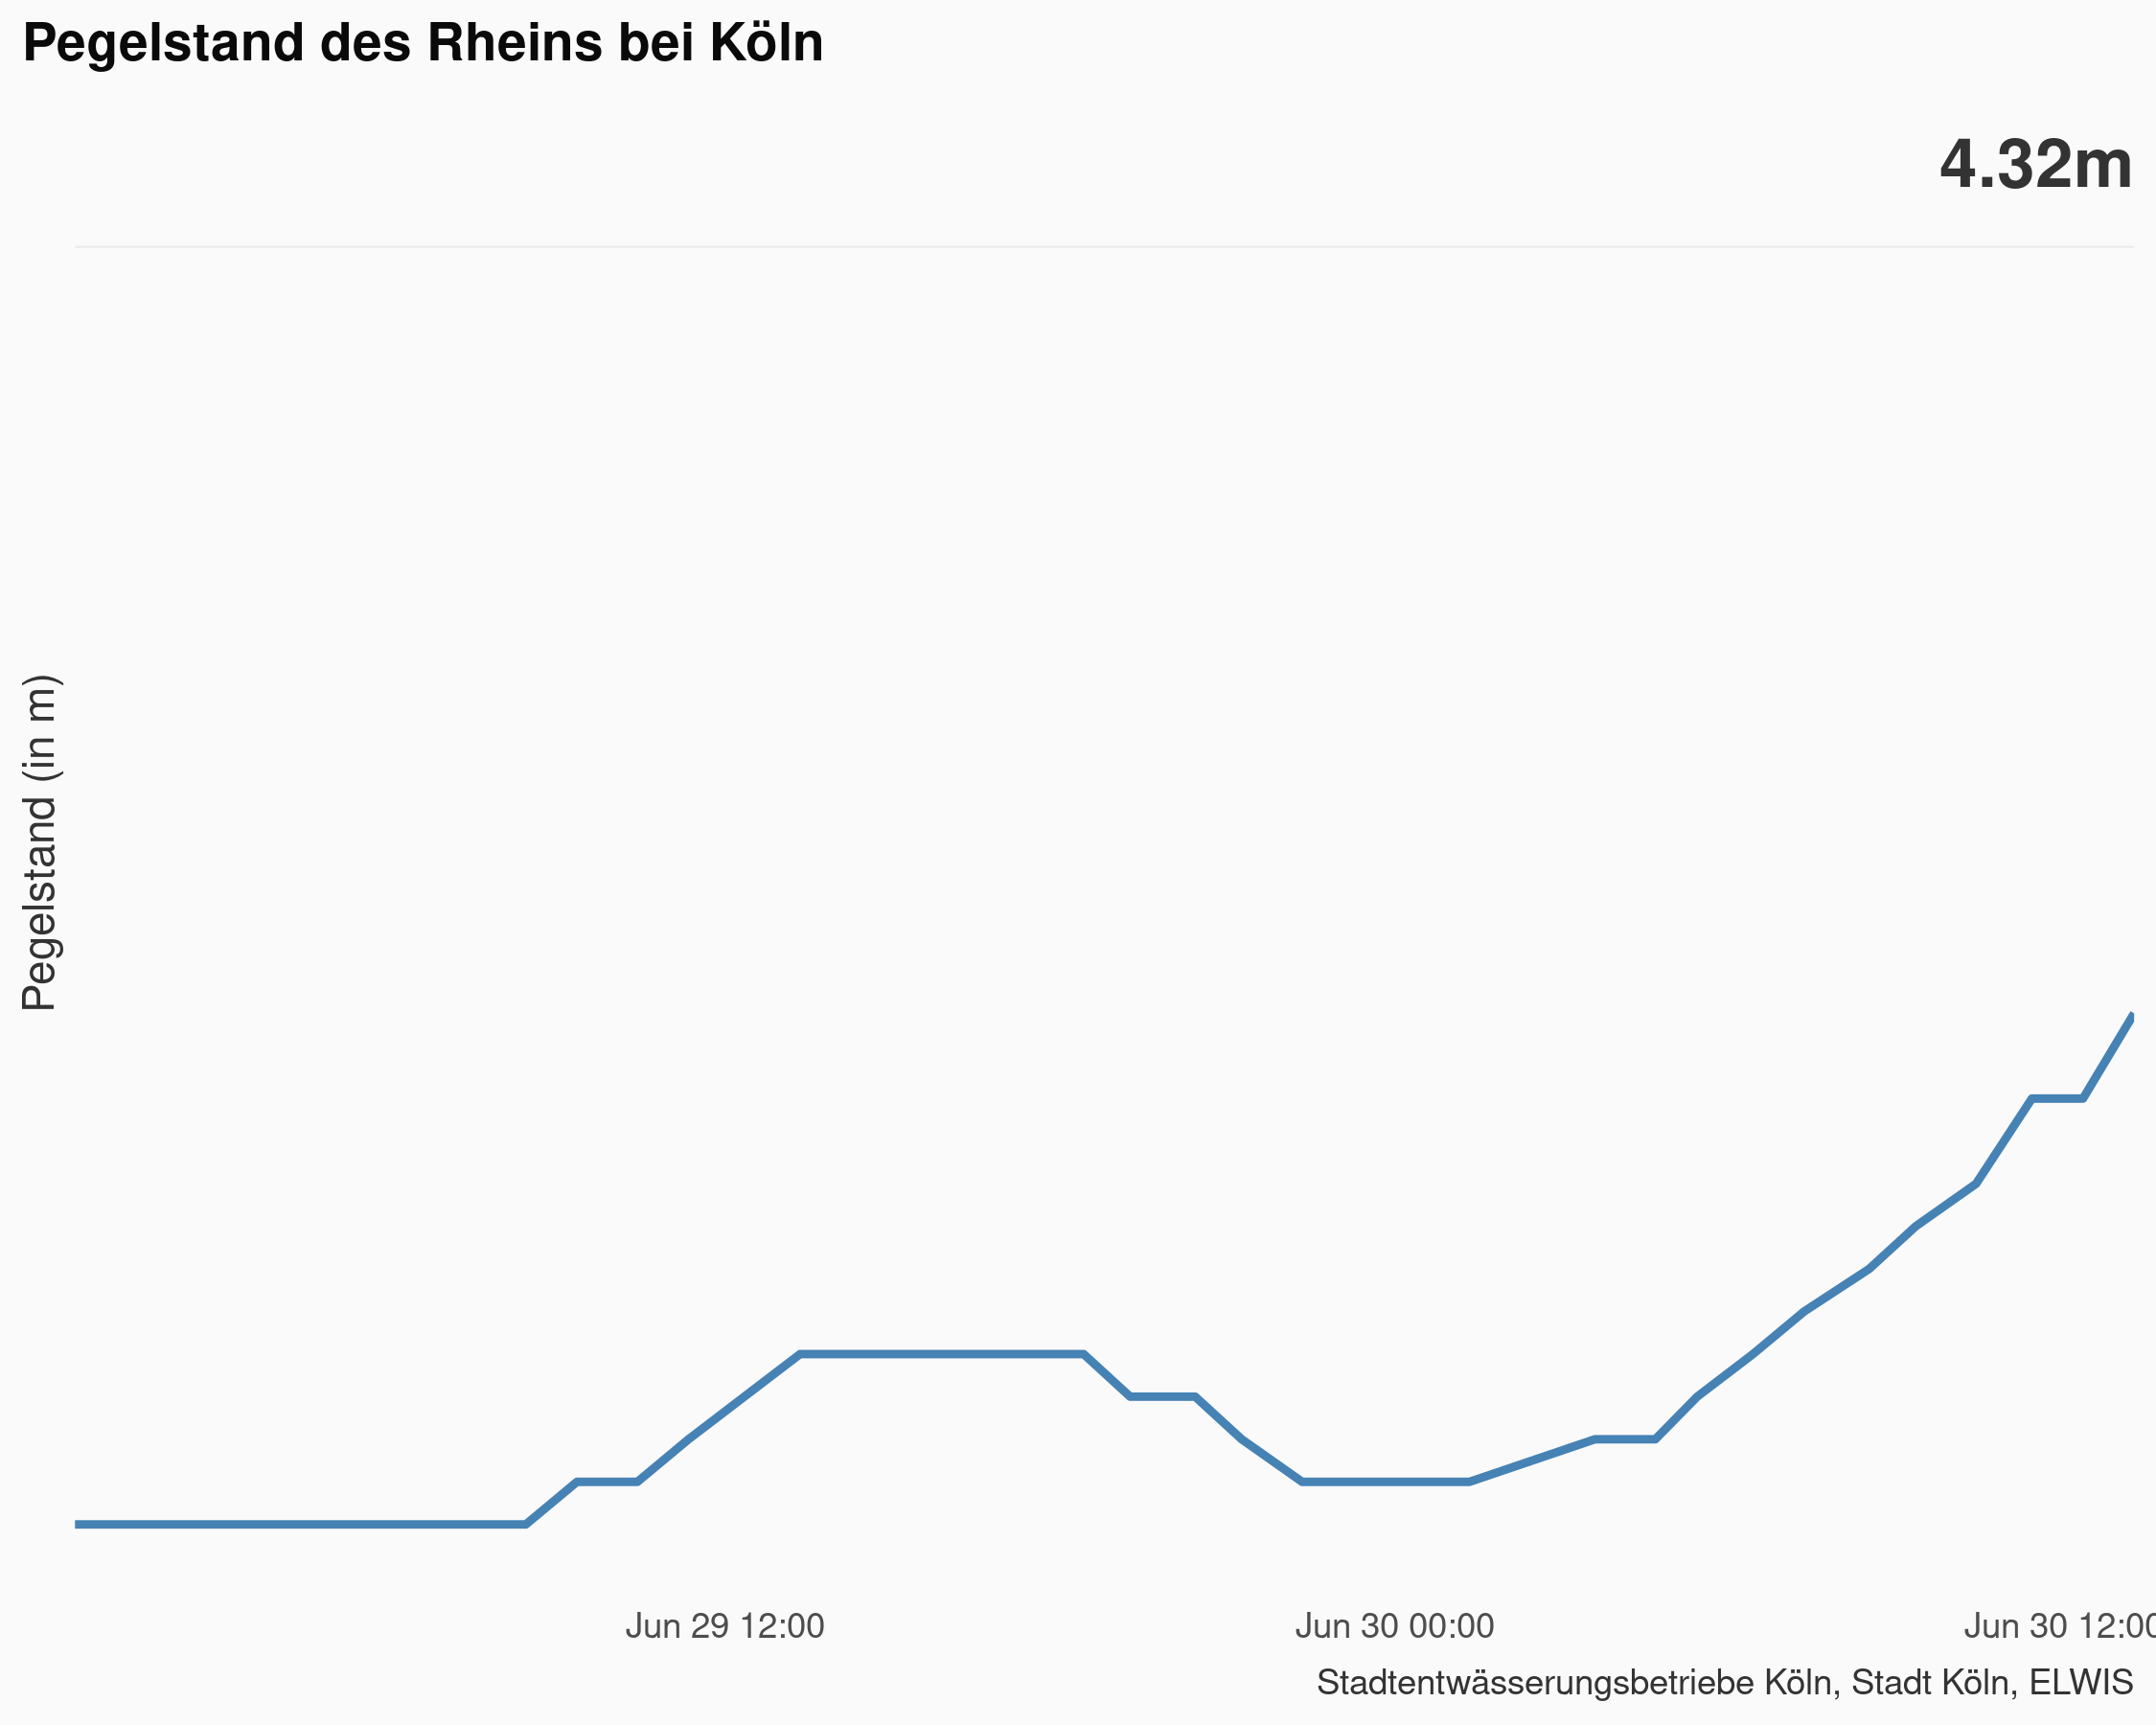 Pegelstand des Rheins bei Köln
4.32m
Pegelstand (in m)
Jun 29 12:00
Jun 30 00:00
Jun 30 12:00
Stadtentwässerungsbetriebe Köln, Stadt Köln, ELWIS